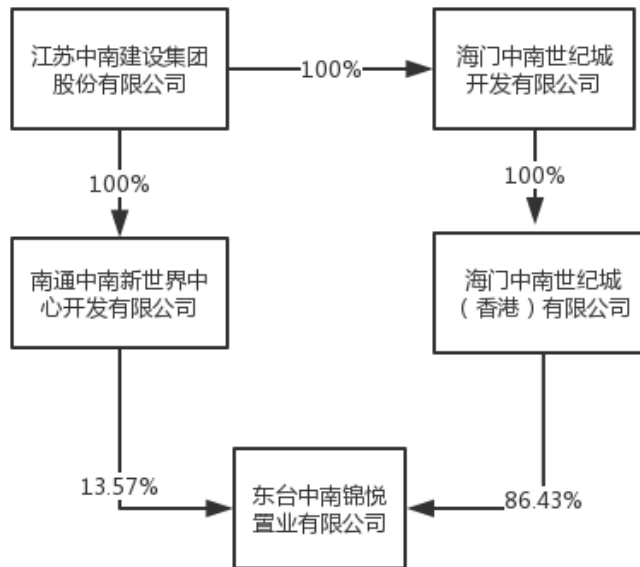 江苏中南建设集团
股份有限公司
100%
海门中南世纪城
开发有限公司
100%
100%
南通中南新世界中
心开发有限公司
海门中南世纪城
（香港）有限公司
13.57%
东台中南锦悦
置业有限公司
86.43%